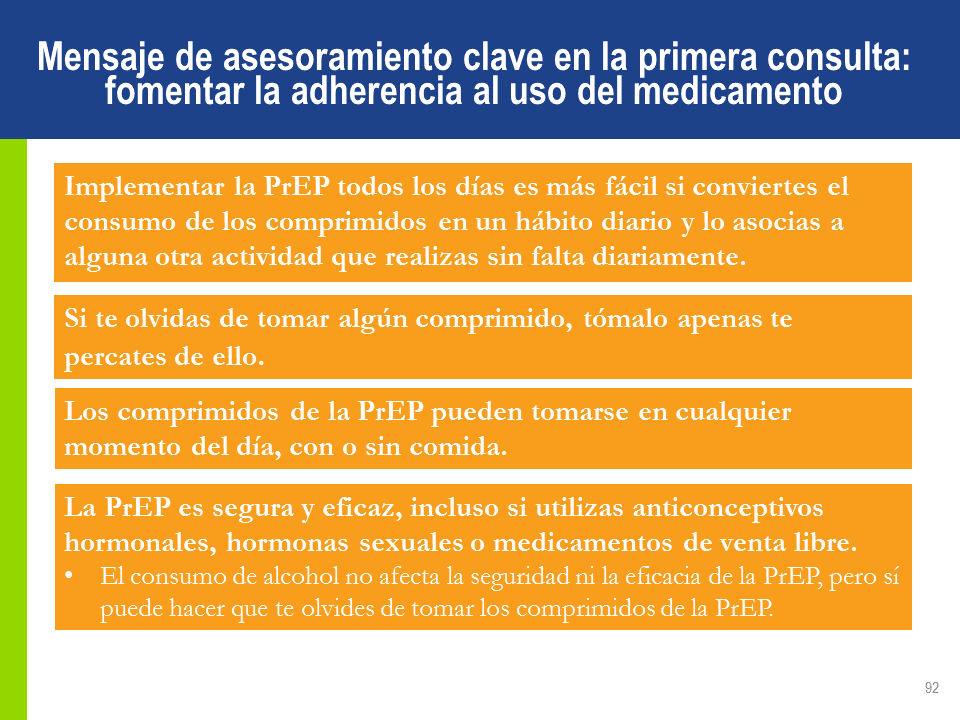 Mensaje de asesoramiento clave en la primera consulta:
fomentar la adherencia al uso del medicamento
Implementar la PrEP todos los días es más fácil si conviertes el
consumo de los comprimidos en un hábito diario y lo asocias a
alguna otra actividad que realizas sin falta diariamente.
Si te olvidas de tomar algún comprimido, tómalo apenas te
percates de ello.
Los comprimidos de la PrEP pueden tomarse en cualquier
momento del día, con o sin comida.
La PrEP es segura y eficaz, incluso si utilizas anticonceptivos
hormonales, hormonas sexuales o medicamentos de venta libre.
• El consumo de alcohol no afecta la seguridad ni la eficacia de la PrEP, pero sí
puede hacer que te olvides de tomar los comprimidos de la PrEP.
92